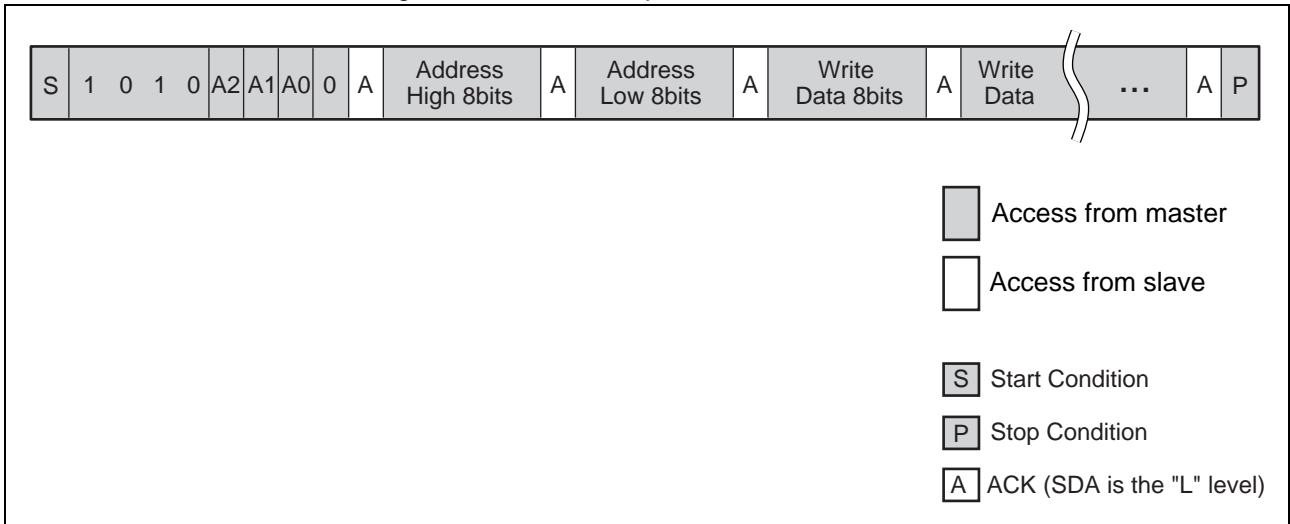 S 1 0 1 0 A2 A1 A0 0 A Address High 8bits A Address Low 8bits A Write Data 8bits A Write Data ... A P
Access from master
Access from slave
S Start Condition
P Stop Condition
A ACK (SDA is the "L" level)